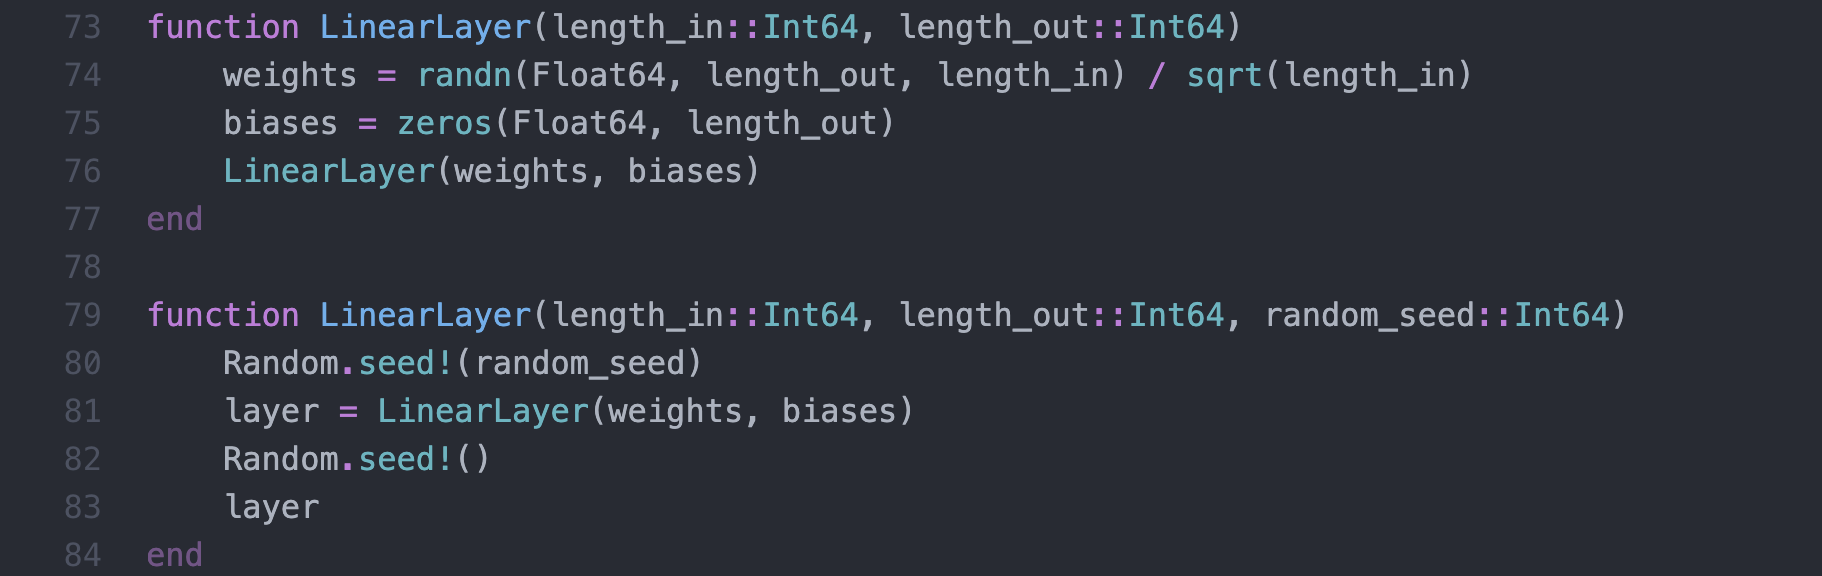 73 function LinearLayer(length_in::Int64, length_out::Int64)
74     weights = randn(Float64, length_out, length_in) / sqrt(length_in)
75     biases = zeros(Float64, length_out)
76     LinearLayer(weights, biases)
77 end
78
79 function LinearLayer(length_in::Int64, length_out::Int64, random_seed::Int64)
80     Random.seed!(random_seed)
81     layer = LinearLayer(weights, biases)
82     Random.seed!()
83     layer
84 end